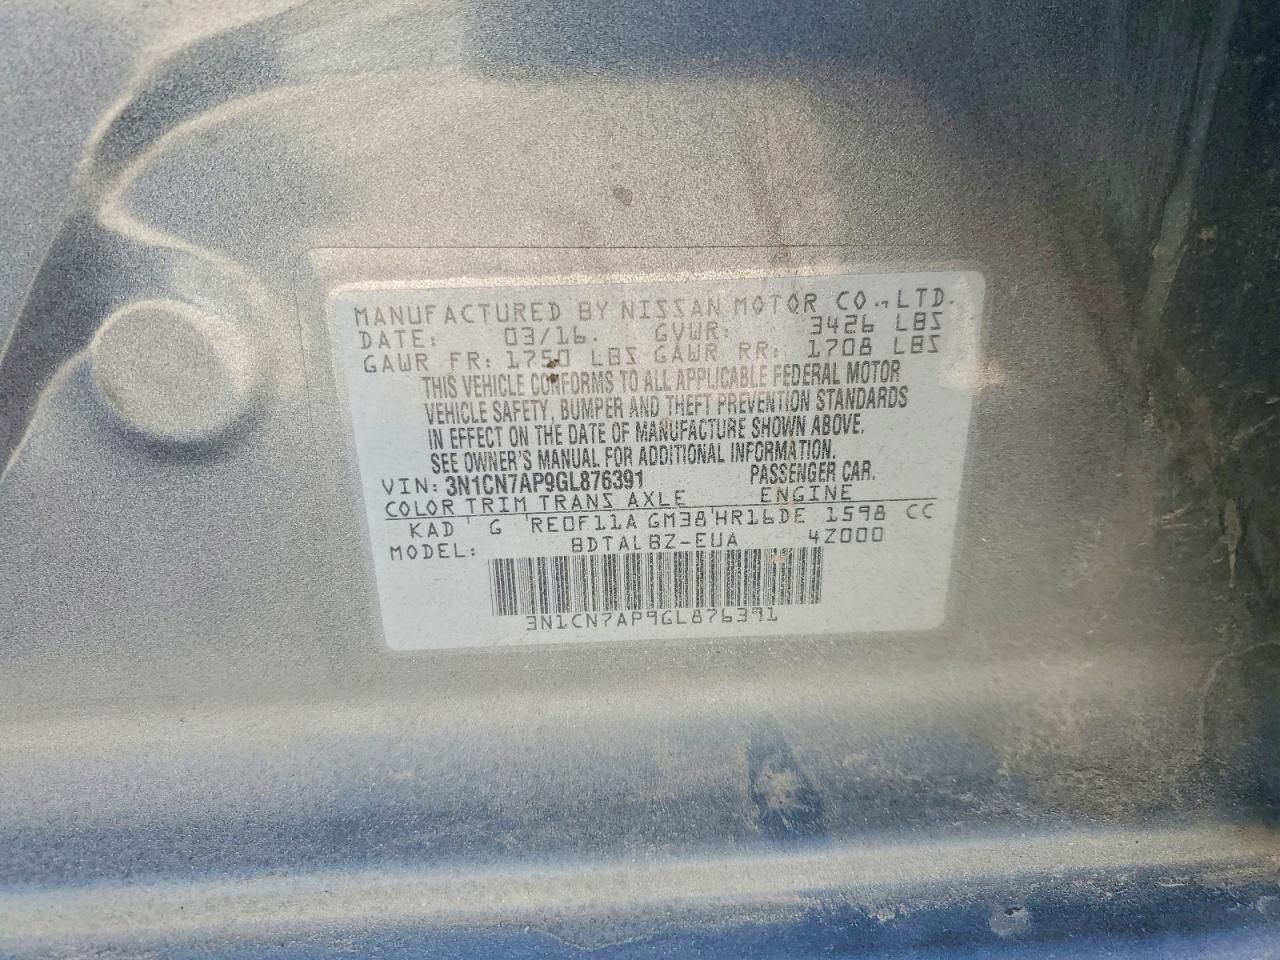 MANUFACTURED BY NISSAN MOTOR CO.,LTD.
DATE: 03/16. GVWR: 3426 LBS
GAWR FR: 1750 LBS GAWR RR: 1708 LBS
THIS VEHICLE CONFORMS TO ALL APPLICABLE FEDERAL MOTOR
VEHICLE SAFETY, BUMPER AND THEFT PREVENTION STANDARDS
IN EFFECT ON THE DATE OF MANUFACTURE SHOWN ABOVE.
SEE OWNER'S MANUAL FOR ADDITIONAL INFORMATION.
VIN: 3N1CN7AP9GL876391 PASSENGER CAR.
COLOR TRIM TRANS AXLE ENGINE
KAD G RE0F11A GM38 HR16DE 1598 CC
MODEL: BDTALBZ-EUA 4Z000
3N1CN7AP9GL876391